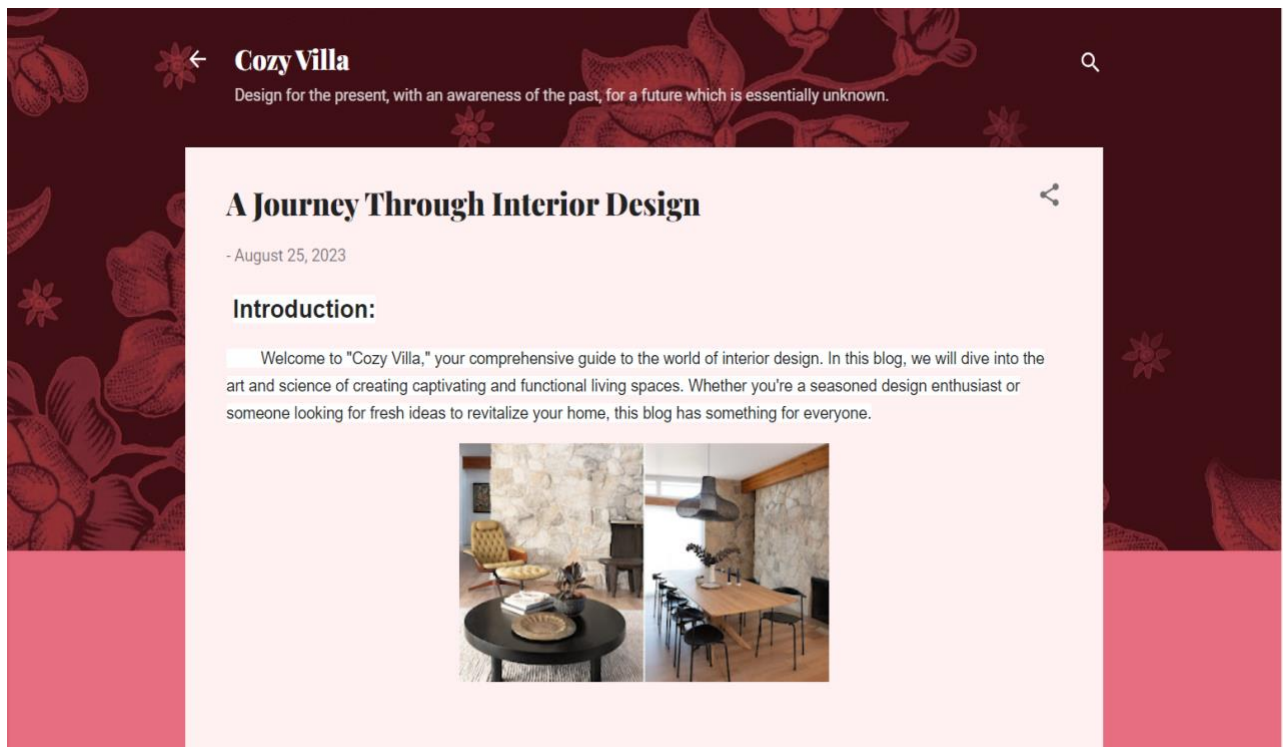 Cozy Villa
Design for the present, with an awareness of the past, for a future which is essentially unknown.
A Journey Through Interior Design
- August 25, 2023
Introduction:
Welcome to "Cozy Villa," your comprehensive guide to the world of interior design. In this blog, we will dive into the
art and science of creating captivating and functional living spaces. Whether you're a seasoned design enthusiast or
someone looking for fresh ideas to revitalize your home, this blog has something for everyone.